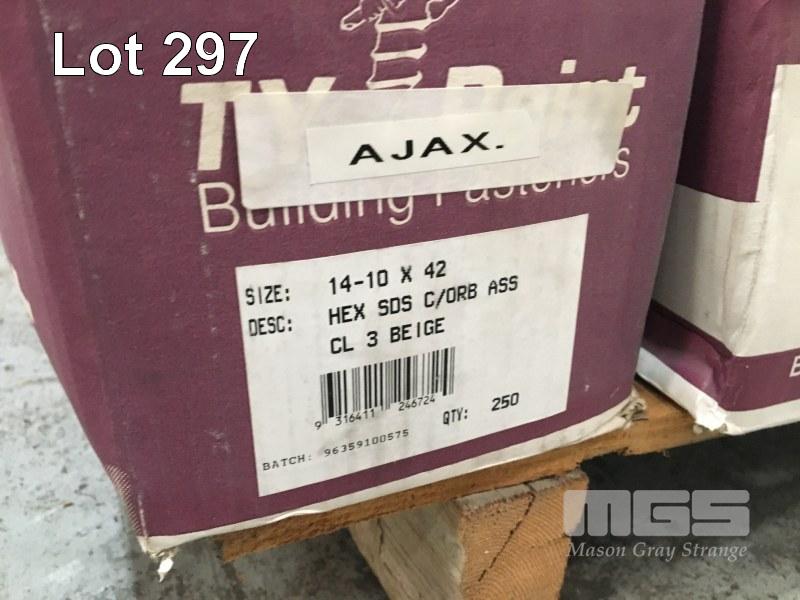 Lot 297
AJAX.
Building Fasteners
SIZE: 14-10 X 42
DESC: HEX SDS C/ORB ASS
CL 3 BEIGE
9 316411 246724
QTY: 250
BATCH: 96359100575
MGS
Mason Gray Strange